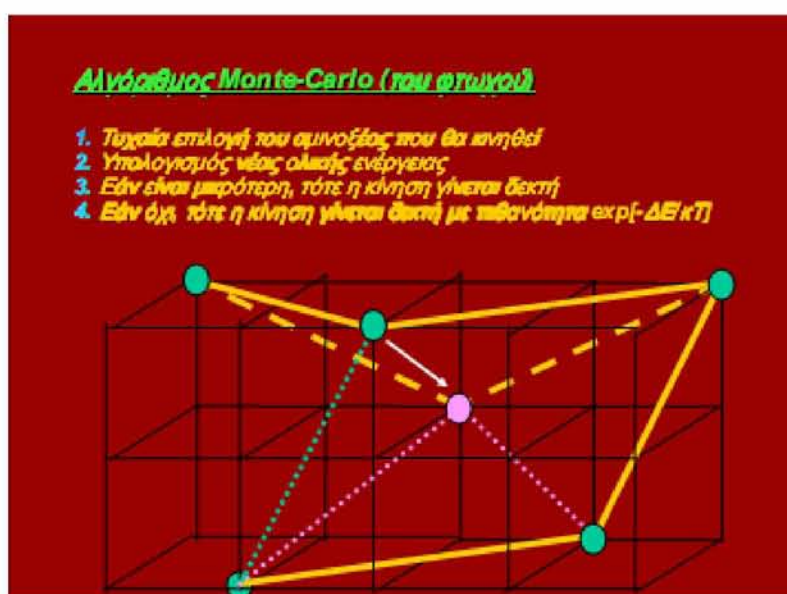 Αλγόριθμος Monte-Carlo (του φτωχού)
1. Τυχαία επιλογή του αμινοξέος που θα κινηθεί
2. Υπολογισμός νέας ολικής ενέργειας
3. Εάν είναι μικρότερη, τότε η κίνηση γίνεται δεκτή
4. Εάν όχι, τότε η κίνηση γίνεται δεκτή με πιθανότητα exp[-ΔE/κT]